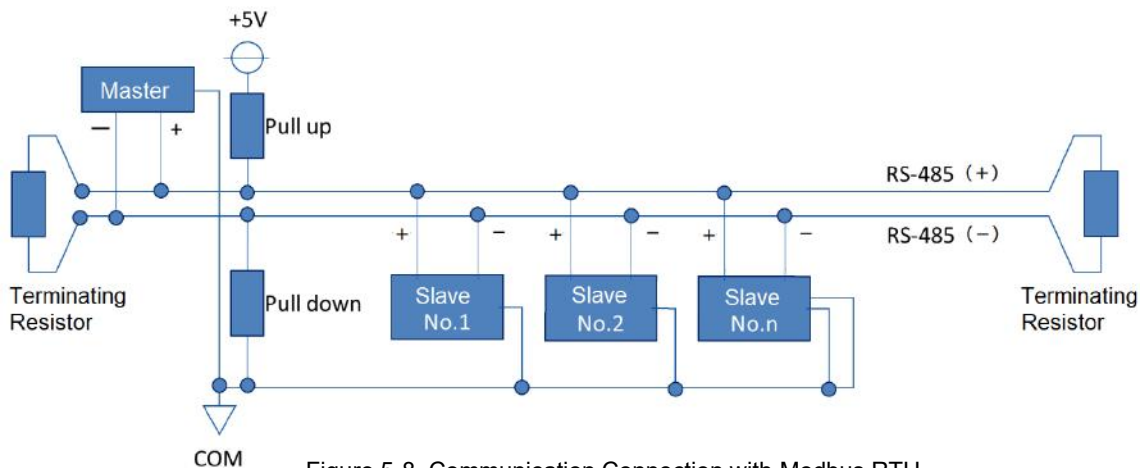 +5V
Master
Pull up
− +
RS-485（+）
RS-485（−）
+ − + − + −
Terminating
Resistor
Pull down
Slave
No.1
Slave
No.2
Slave
No.n
Terminating
Resistor
COM